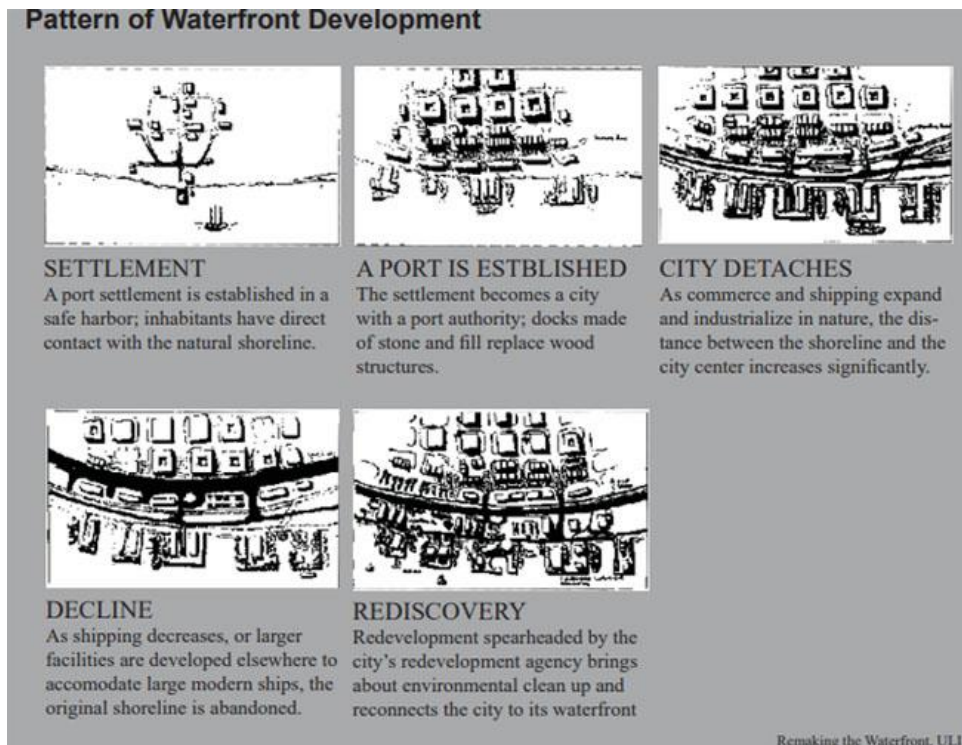 Pattern of Waterfront Development
SETTLEMENT
A port settlement is established in a
safe harbor; inhabitants have direct
contact with the natural shoreline.
A PORT IS ESTBLISHED
The settlement becomes a city
with a port authority; docks made
of stone and fill replace wood
structures.
CITY DETACHES
As commerce and shipping expand
and industrialize in nature, the dis-
tance between the shoreline and the
city center increases significantly.
DECLINE
As shipping decreases, or larger
facilities are developed elsewhere to
accomodate large modern ships, the
original shoreline is abandoned.
REDISCOVERY
Redevelopment spearheaded by the
city's redevelopment agency brings
about environmental clean up and
reconnects the city to its waterfront
Remaking the Waterfront, ULI